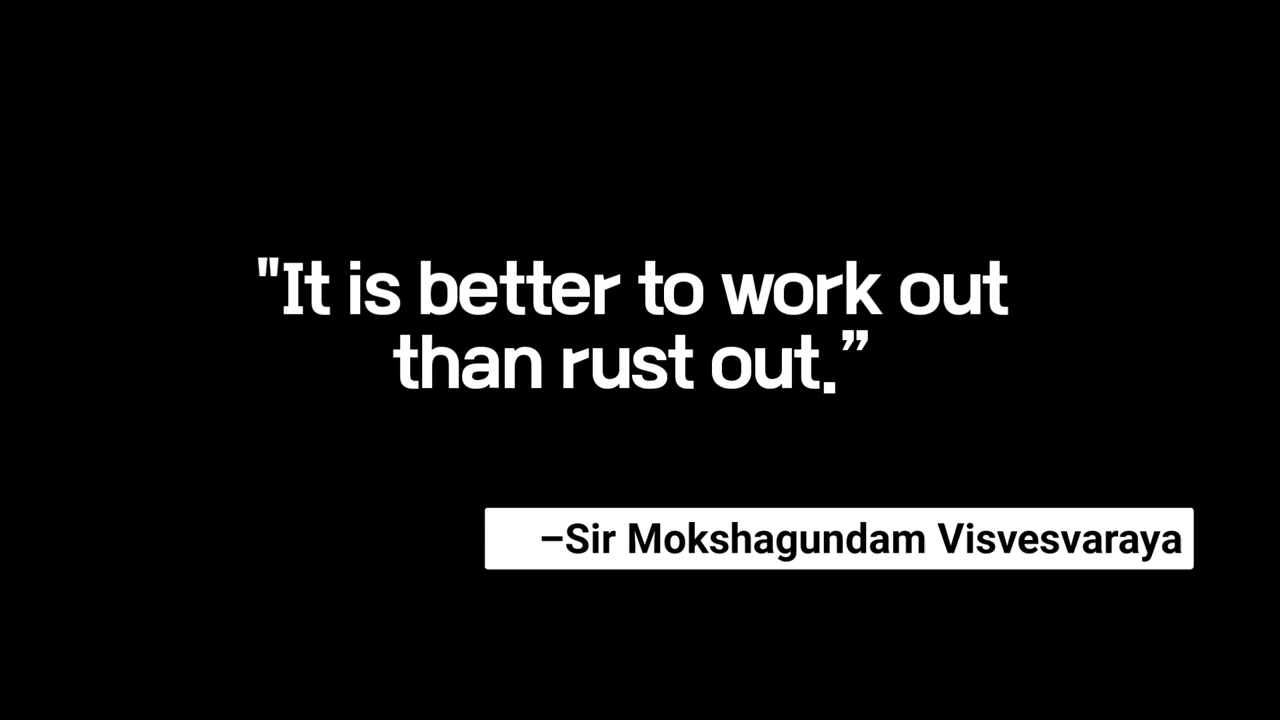 "It is better to work out
than rust out.”
–Sir Mokshagundam Visvesvaraya